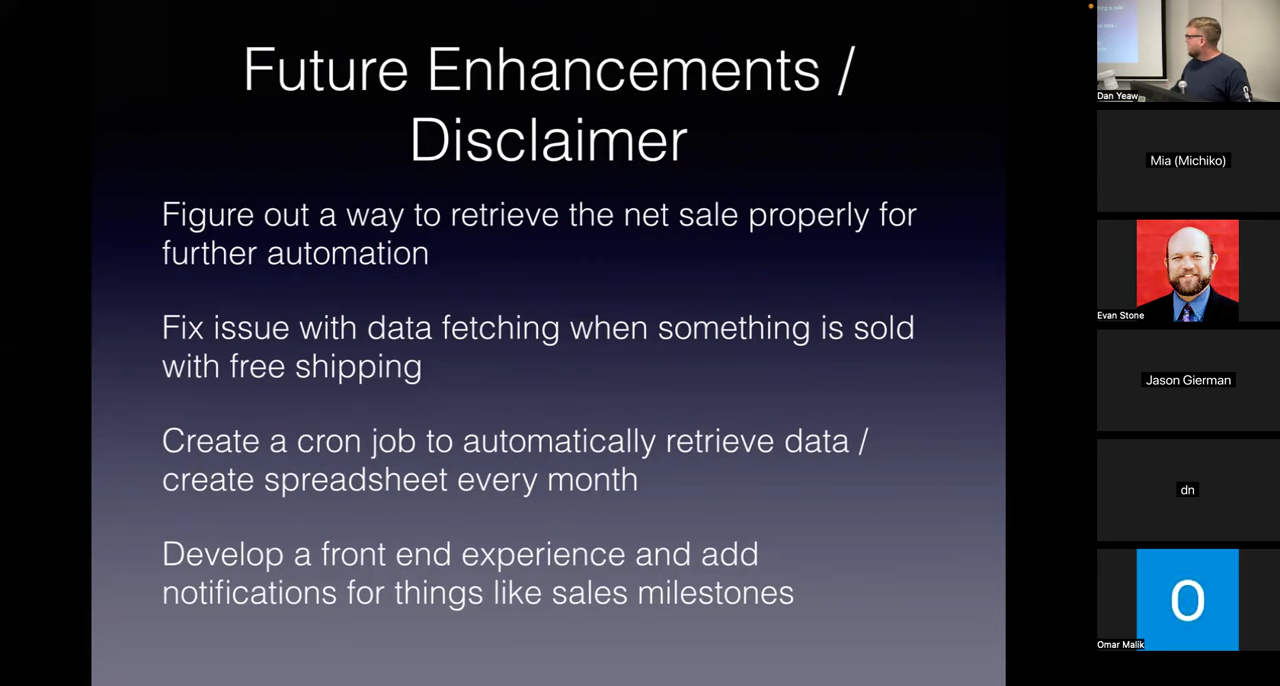 Future Enhancements /
Disclaimer
Figure out a way to retrieve the net sale properly for
further automation
Fix issue with data fetching when something is sold
with free shipping
Create a cron job to automatically retrieve data /
create spreadsheet every month
Develop a front end experience and add
notifications for things like sales milestones
Dan Yeaw
Mia (Michiko)
Evan Stone
Jason Gierman
dn
O
Omar Malik